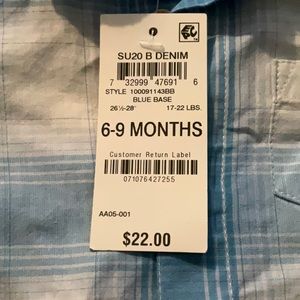 SU20 B DENIM
7 32999 47691 6
STYLE 100091143BB
BLUE BASE
26½-28" 17-22 LBS.
6-9 MONTHS
Customer Return Label
071076427255
AA05-001
$22.00